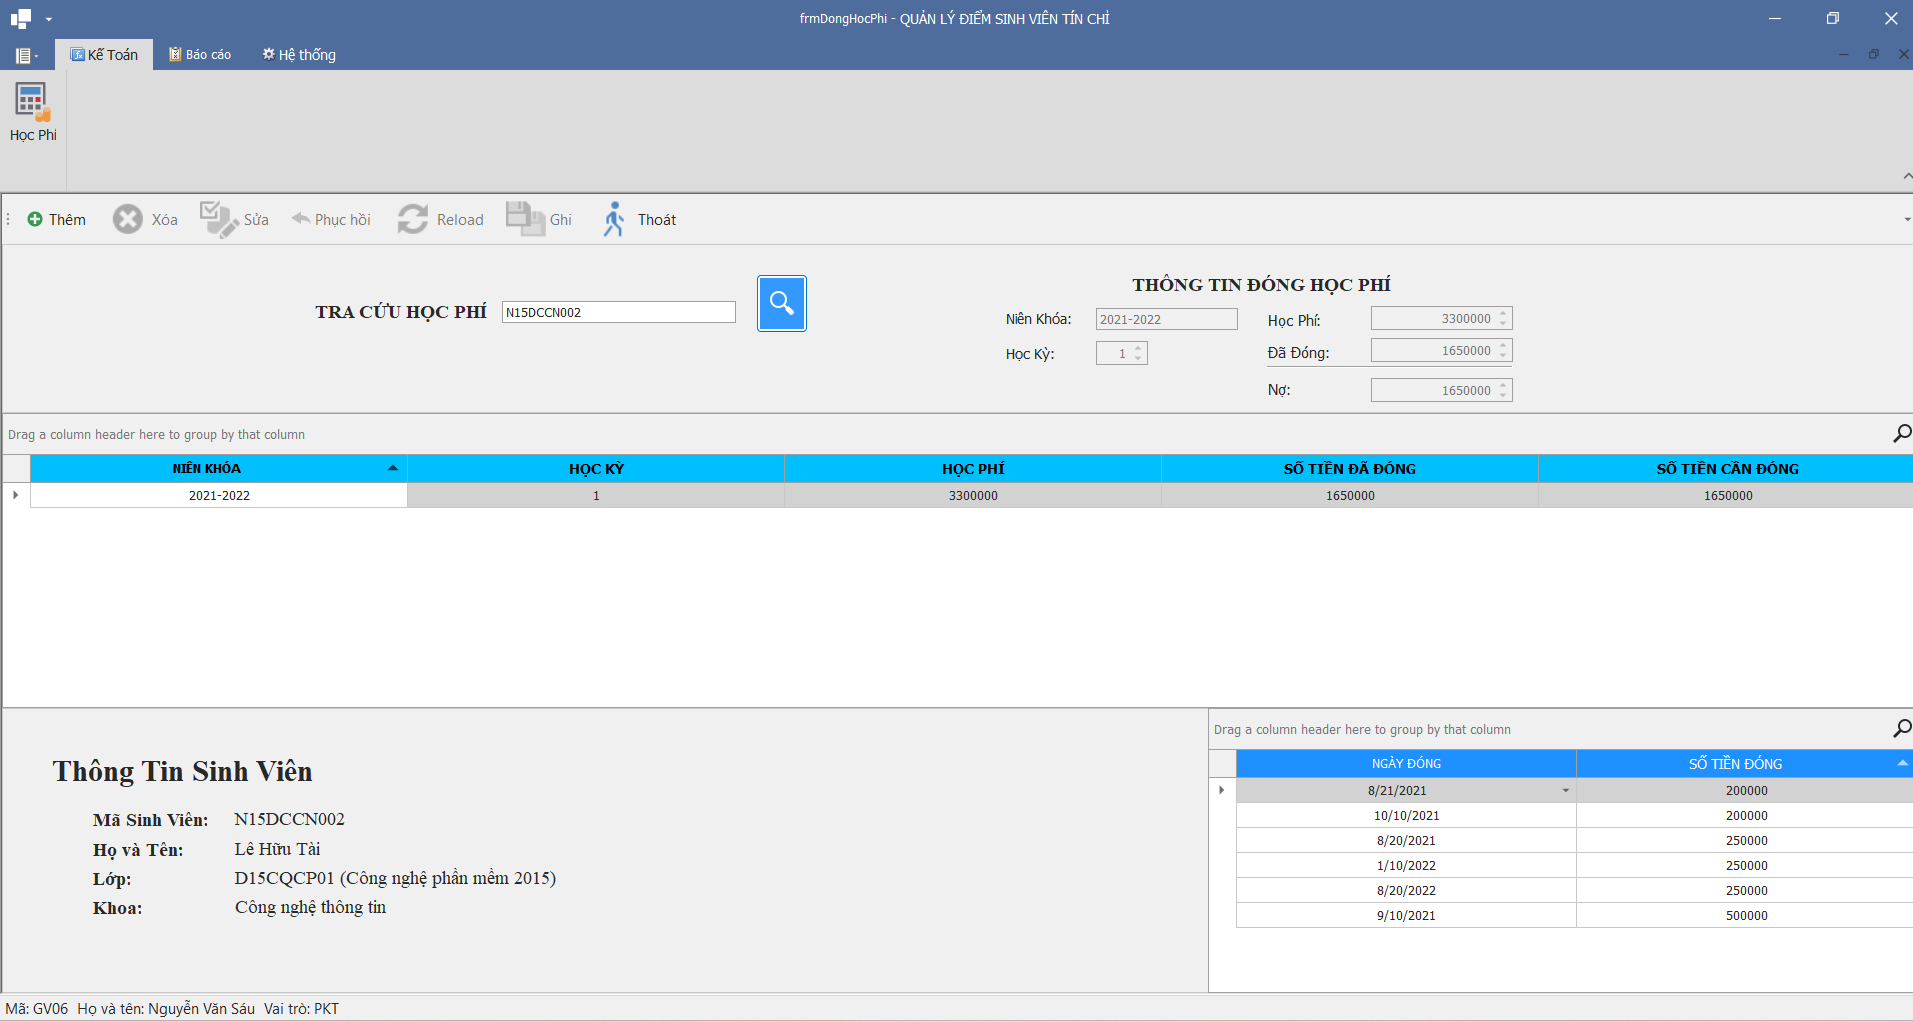 frmDongHocPhi - QUẢN LÝ ĐIỂM SINH VIÊN TÍN CHỈ
Kế Toán Báo cáo Hệ thống
Học Phi
Thêm Xóa Sửa Phục hồi Reload Ghi Thoát
THÔNG TIN ĐÓNG HỌC PHÍ
TRA CỨU HỌC PHÍ N15DCCN002
Niên Khóa: 2021-2022 Học Phí: 3300000
Học Kỳ: 1 Đã Đóng: 1650000
Nợ: 1650000
Drag a column header here to group by that column
NIÊN KHÓA HỌC KỲ HỌC PHÍ SỐ TIỀN ĐÃ ĐÓNG SỐ TIỀN CẦN ĐÓNG
2021-2022 1 3300000 1650000 1650000
Thông Tin Sinh Viên
Mã Sinh Viên: N15DCCN002
Họ và Tên: Lê Hữu Tài
Lớp: D15CQCP01 (Công nghệ phần mềm 2015)
Khoa: Công nghệ thông tin
Drag a column header here to group by that column
NGÀY ĐÓNG SỐ TIỀN ĐÓNG
8/21/2021 200000
10/10/2021 200000
8/20/2021 250000
1/10/2022 250000
8/20/2022 250000
9/10/2021 500000
Mã: GV06 Họ và tên: Nguyễn Văn Sáu Vai trò: PKT